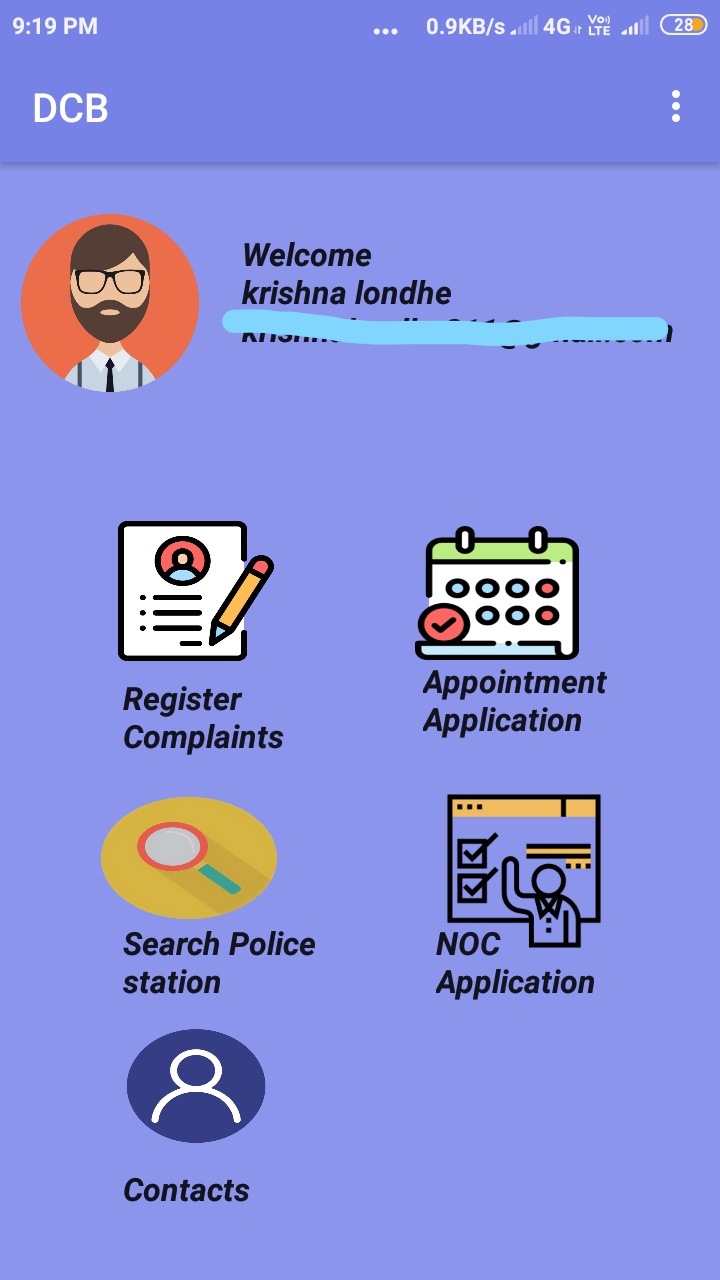 9:19 PM ... 0.9KB/s 4G Vo) LTE 28
DCB
Welcome
krishna londhe
Register
Complaints
Appointment
Application
Search Police
station
NOC
Application
Contacts